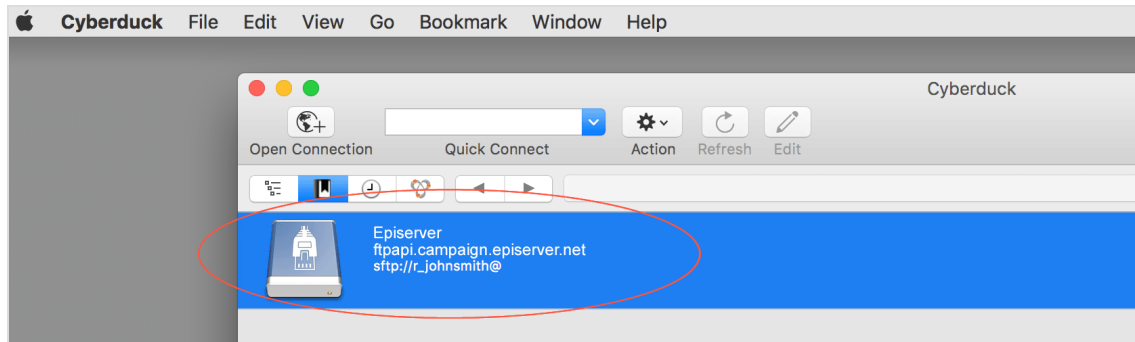 Cyberduck File Edit View Go Bookmark Window Help
Cyberduck
Open Connection Quick Connect Action Refresh Edit
Episerver
ftpapi.campaign.episerver.net
sftp://r_johnsmith@